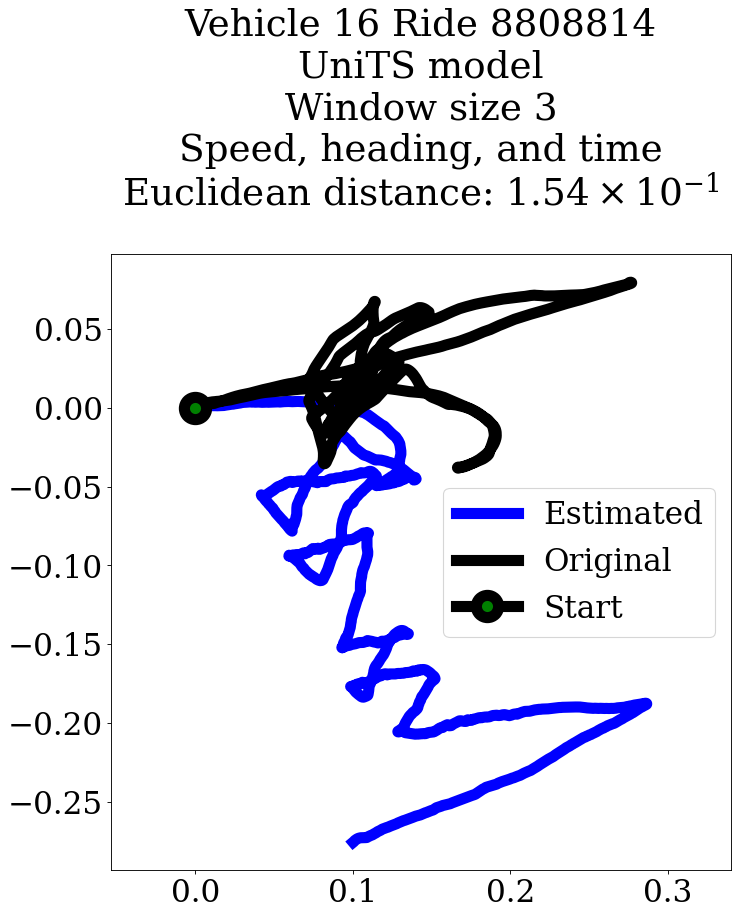 Vehicle 16 Ride 8808814
UniTS model
Window size 3
Speed, heading, and time
Euclidean distance: 1.54 × 10⁻¹
0.05
0.00
−0.05
−0.10
−0.15
−0.20
−0.25
Estimated
Original
Start
0.0 0.1 0.2 0.3